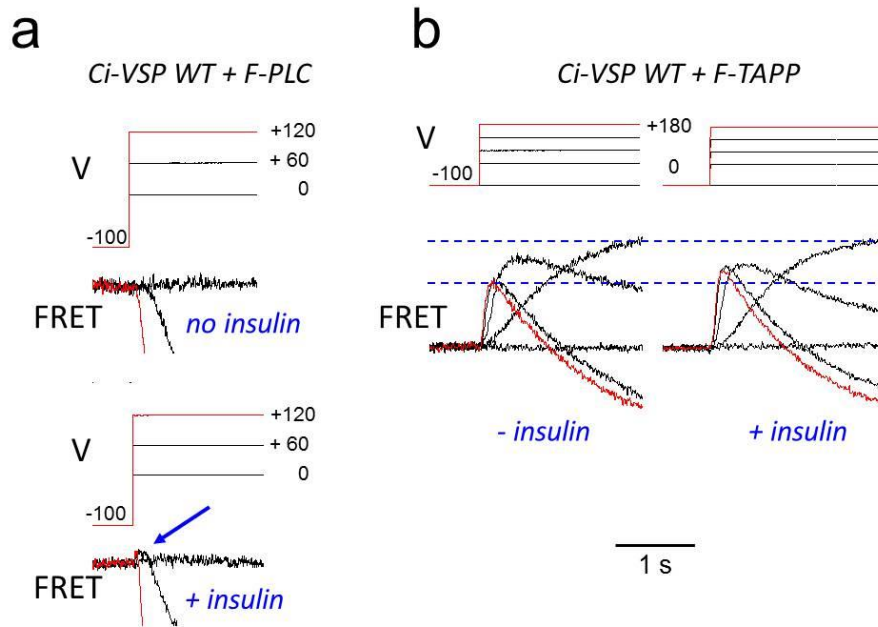 a
Ci-VSP WT + F-PLC
+120
V
+ 60
0
-100
FRET
no insulin
+120
V
+ 60
0
-100
FRET
+ insulin
b
Ci-VSP WT + F-TAPP
V
+180
-100
0
FRET
- insulin
+ insulin
1 s